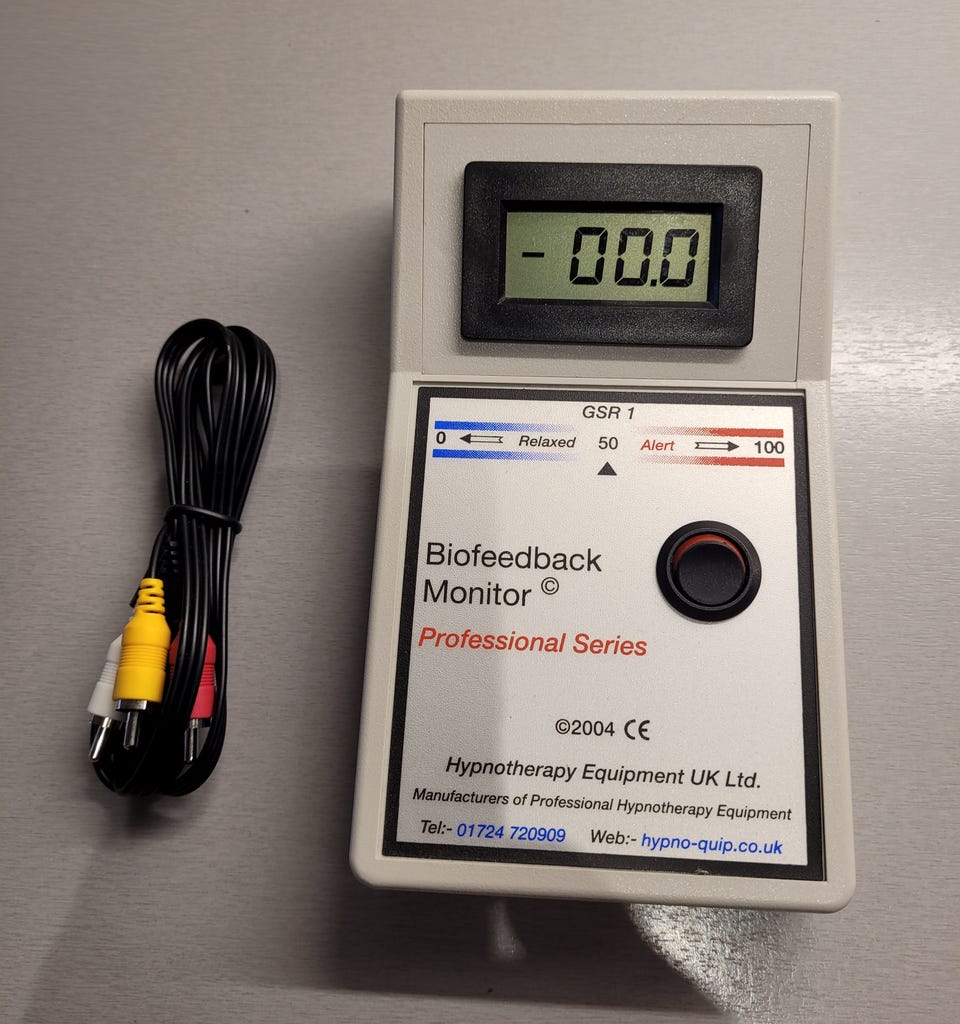 - 00.0
GSR 1
0 Relaxed 50 Alert 100
Biofeedback
Monitor ©
Professional Series
©2004 CE
Hypnotherapy Equipment UK Ltd.
Manufacturers of Professional Hypnotherapy Equipment
Tel:- 01724 720909 Web:- hypno-quip.co.uk